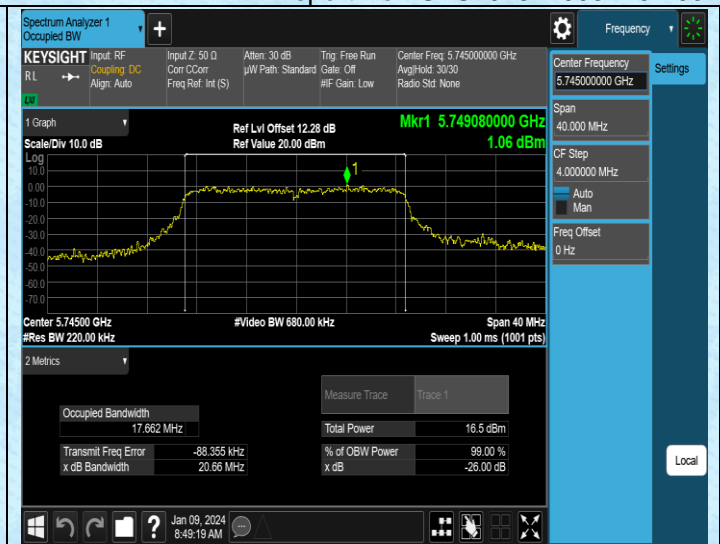 Spectrum Analyzer 1
Occupied BW
Frequency
KEYSIGHT
RL
LXI
Input: RF
Coupling: DC
Align: Auto
Input Z: 50 Ω
Corr CCorr
Freq Ref: Int (S)
Atten: 30 dB
µW Path: Standard
Trig: Free Run
Gate: Off
#IF Gain: Low
Center Freq: 5.745000000 GHz
Avg|Hold: 30/30
Radio Std: None
Center Frequency
5.745000000 GHz
Settings
Span
40.000 MHz
CF Step
4.000000 MHz
Auto
Man
Freq Offset
0 Hz
1 Graph
Scale/Div 10.0 dB
Ref Lvl Offset 12.28 dB
Ref Value 20.00 dBm
Mkr1 5.749080000 GHz
1.06 dBm
Log
10.0
0.00
-10.0
-20.0
-30.0
-40.0
-50.0
-60.0
-70.0
1
Center 5.74500 GHz
#Res BW 220.00 kHz
#Video BW 680.00 kHz
Span 40 MHz
Sweep 1.00 ms (1001 pts)
2 Metrics
Measure Trace Trace 1
Occupied Bandwidth
17.662 MHz
Total Power 16.5 dBm
Transmit Freq Error -88.355 kHz
% of OBW Power 99.00 %
x dB Bandwidth 20.66 MHz
x dB -26.00 dB
Local
Jan 09, 2024
8:49:19 AM